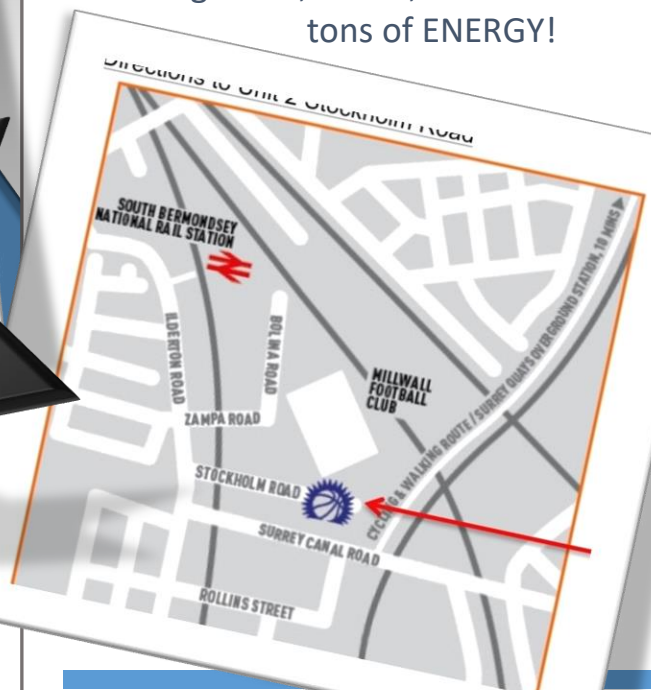 tons of ENERGY!
Directions to Unit 2 Stockholm Road
SOUTH BERMONDSEY
NATIONAL RAIL STATION
ILDERTON ROAD
BOLINA ROAD
ZAMPA ROAD
MILLWALL
FOOTBALL
CLUB
CYCLING & WALKING ROUTE / SURREY QUAYS OVERGROUND STATION, 10 MINS
STOCKHOLM ROAD
SURREY CANAL ROAD
ROLLINS STREET